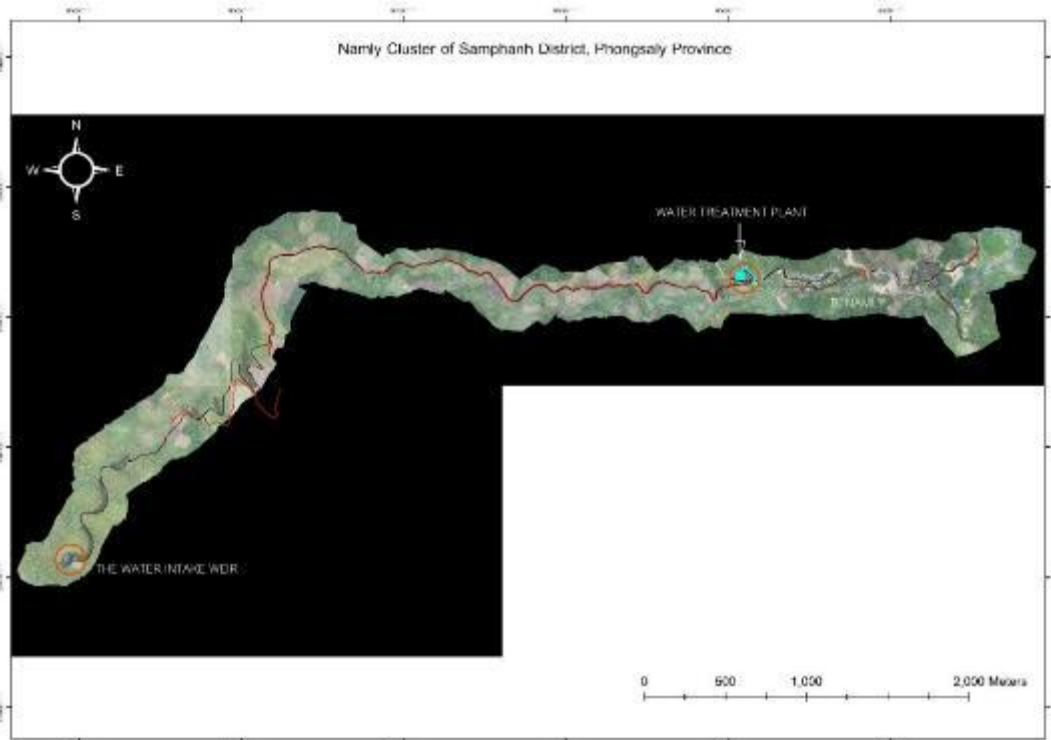 Namly Cluster of Samphanh District, Phongsaly Province
N
W E
S
WATER TREATMENT PLANT
THE WATER INTAKE WEIR
0 500 1,000 2,000 Meters